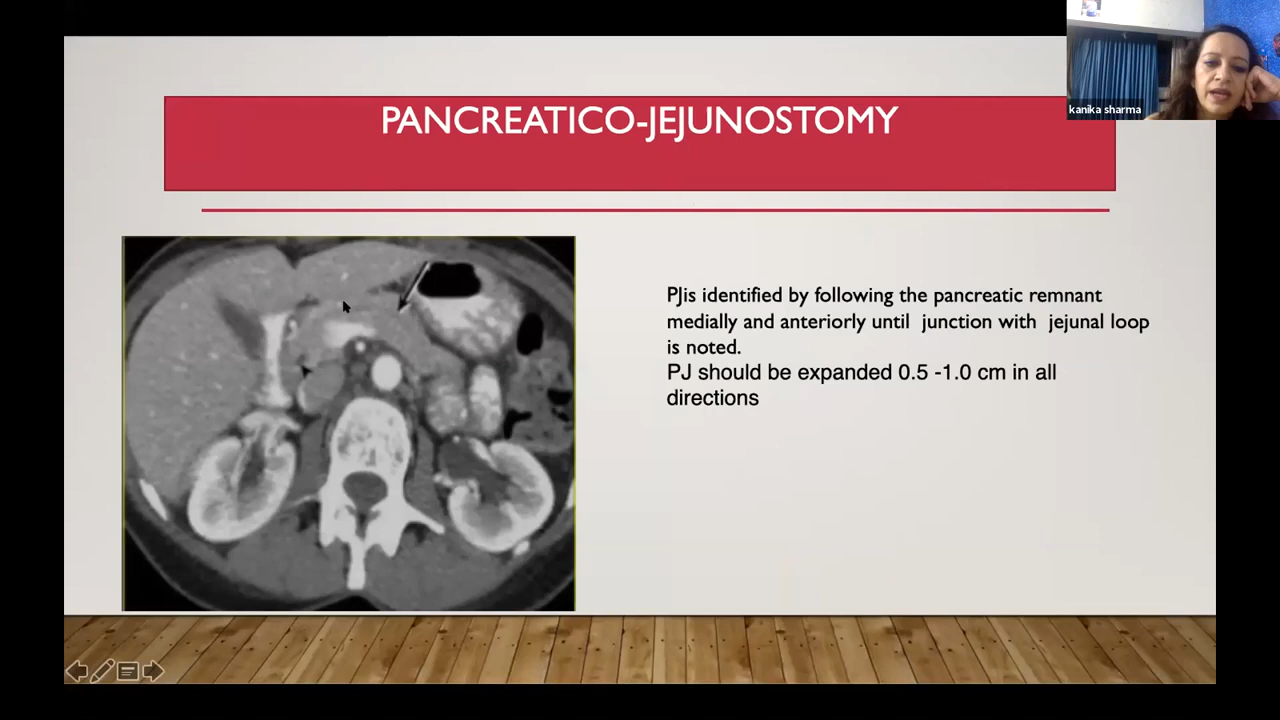 PANCREATICO-JEJUNOSTOMY
kanika sharma
PJis identified by following the pancreatic remnant
medially and anteriorly until junction with jejunal loop
is noted.
PJ should be expanded 0.5 -1.0 cm in all
directions